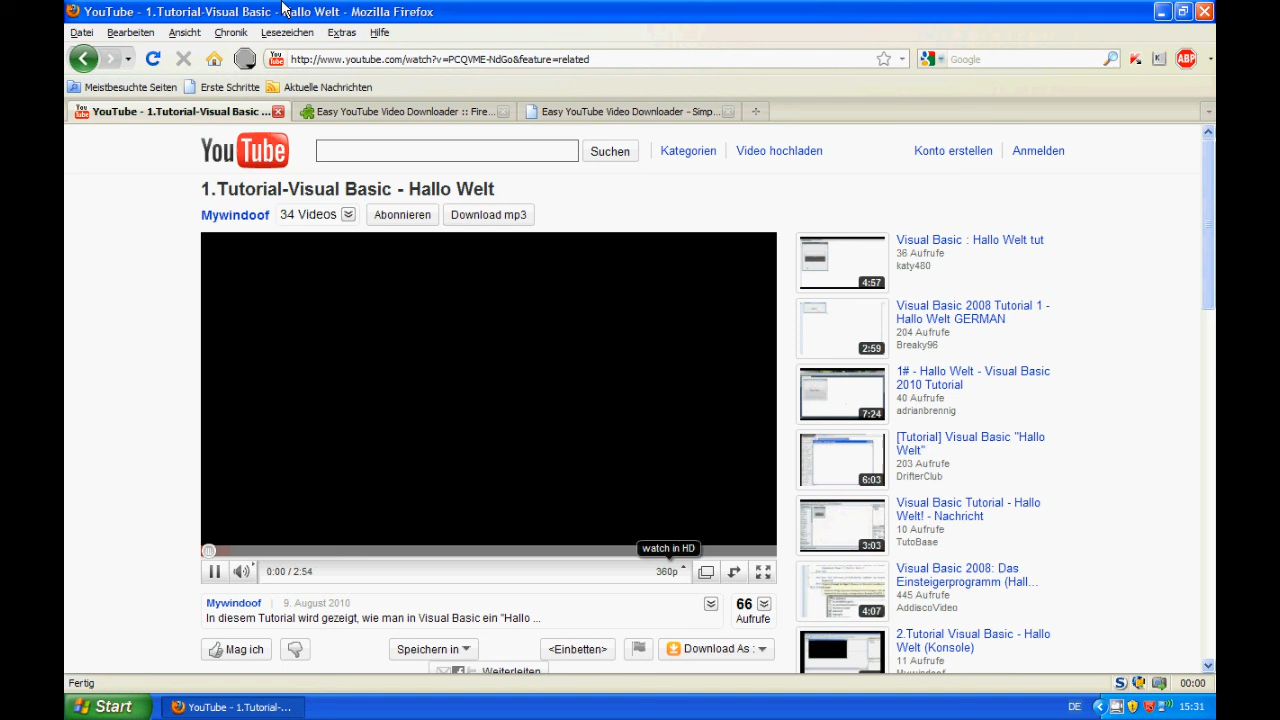 YouTube - 1.Tutorial-Visual Basic - Hallo Welt - Mozilla Firefox
Datei Bearbeiten Ansicht Chronik Lesezeichen Extras Hilfe
You Tube http://www.youtube.com/watch?v=PCQVME-NdGo&feature=related Google ABP
Meistbesuchte Seiten Erste Schritte Aktuelle Nachrichten
You Tube YouTube - 1.Tutorial-Visual Basic ... Easy YouTube Video Downloader :: Fire... Easy YouTube Video Downloader - Simp...
YouTube Suchen Kategorien Video hochladen Konto erstellen Anmelden
1.Tutorial-Visual Basic - Hallo Welt
Mywindoof 34 Videos Abonnieren Download mp3
watch in HD
0:00 / 2:54 360p
Mywindoof 9. August 2010
In diesem Tutorial wird gezeigt, wie man in Visual Basic ein "Hallo ...
66
Aufrufe
Mag ich Speichern in <Einbetten> Download As :
Weiterleiten
Visual Basic : Hallo Welt tut
36 Aufrufe
katy480
4:57
Visual Basic 2008 Tutorial 1 -
Hallo Welt GERMAN
204 Aufrufe
Breaky96
2:59
1# - Hallo Welt - Visual Basic
2010 Tutorial
40 Aufrufe
adrianbrennig
7:24
[Tutorial] Visual Basic "Hallo
Welt"
203 Aufrufe
DrifterClub
6:03
Visual Basic Tutorial - Hallo
Welt! - Nachricht
10 Aufrufe
TutoBase
3:03
Visual Basic 2008: Das
Einsteigerprogramm (Hall...
445 Aufrufe
AddiscoVideo
4:07
2.Tutorial Visual Basic - Hallo
Welt (Konsole)
11 Aufrufe
Mywindoof
Fertig S 00:00
Start YouTube - 1.Tutorial-... DE 15:31